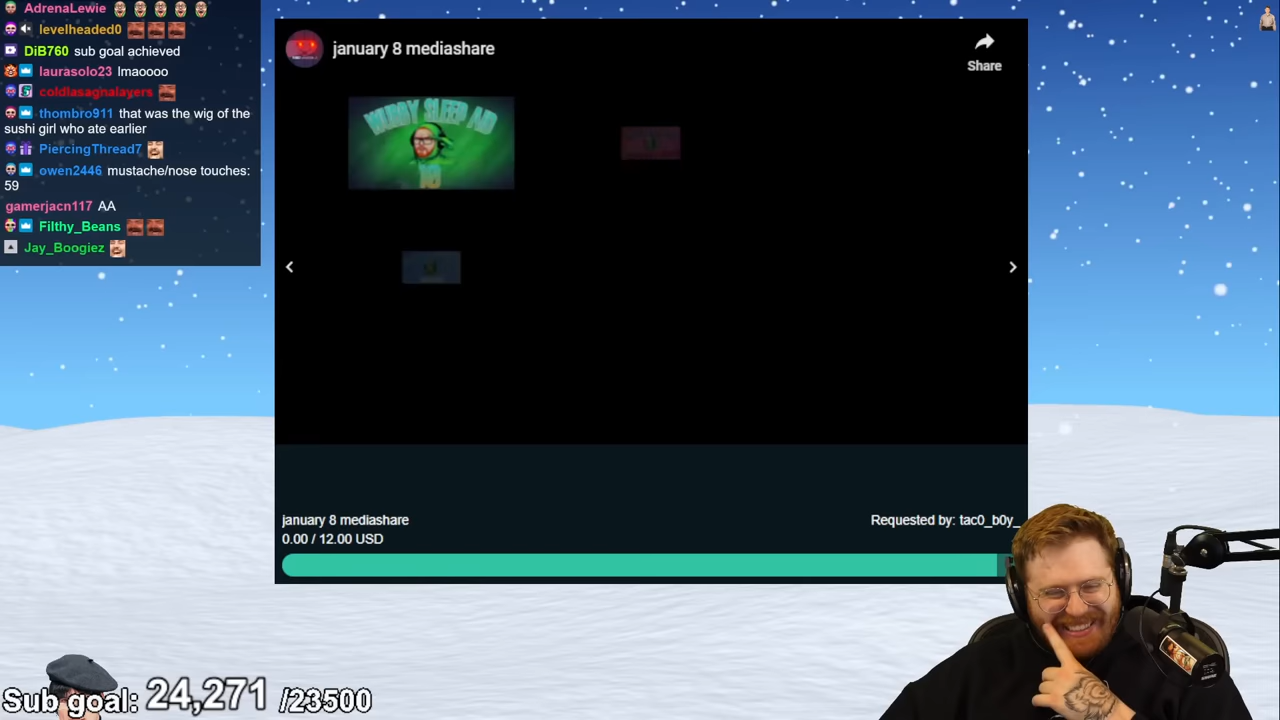 AdrenaLewie
levelheaded0
DiB760 sub goal achieved
laurasolo23 lmaoooo
coldlasagnalayers
thombro911 that was the wig of the
sushi girl who ate earlier
PiercingThread7
owen2446 mustache/nose touches:
59
gamerjacn117 AA
Filthy_Beans
Jay_Boogiez
january 8 mediashare
Share
SLEEP AID
january 8 mediashare
Requested by: tac0_b0y_
0.00 / 12.00 USD
Sub goal: 24,271 /23500